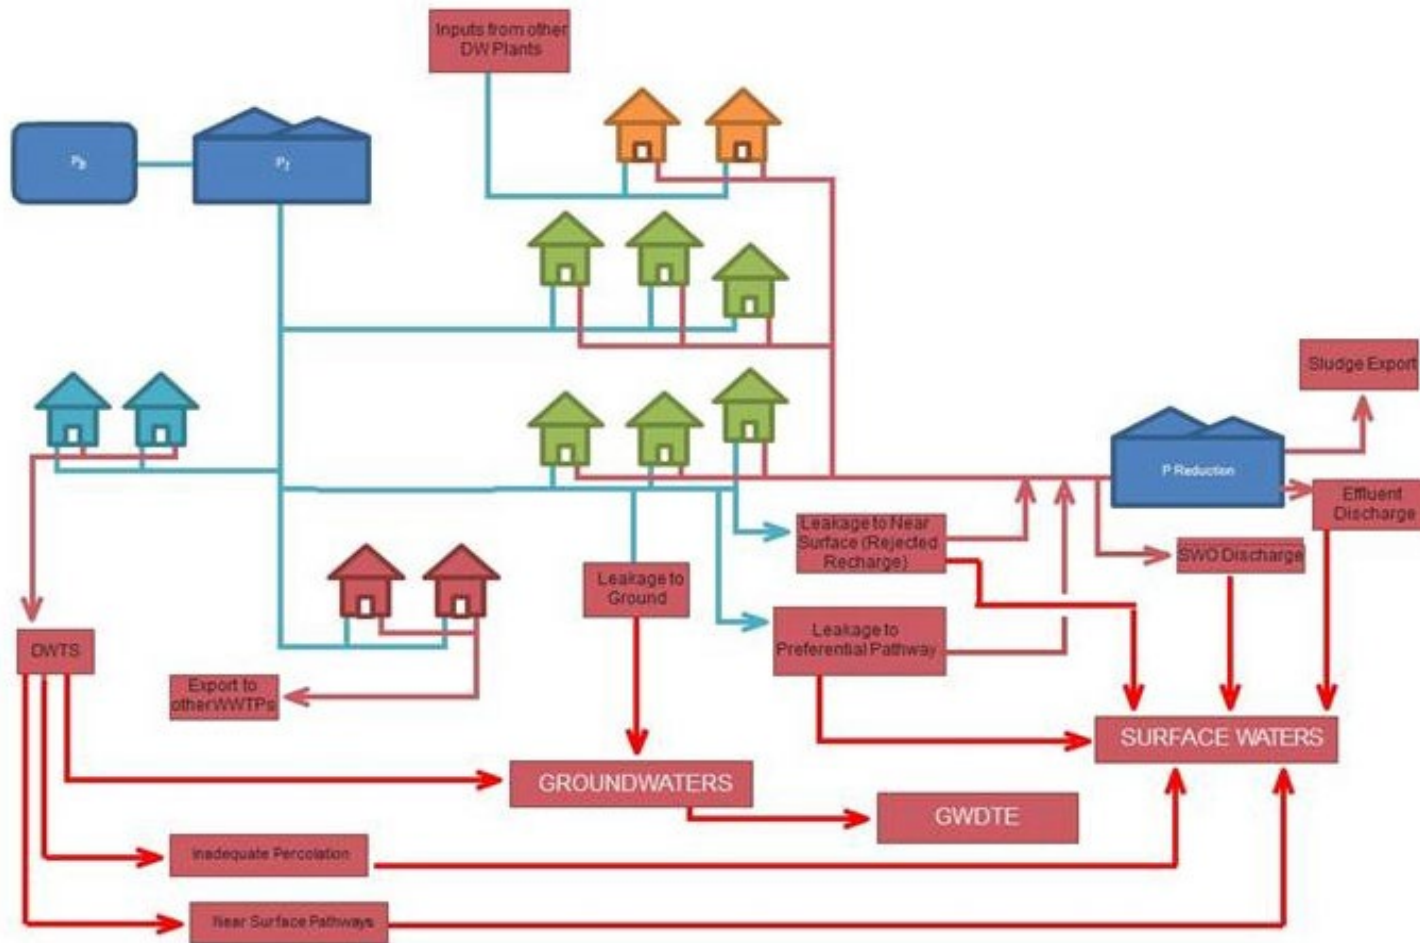 Inputs from other
DW Plants
Sludge Export
P Reduction
Effluent
Discharge
Leakage to Near
Surface (Rejected
Recharge)
SWO Discharge
Leakage to
Ground
Leakage to
Preferential Pathway
DWTS
Export to
other WWTPs
SURFACE WATERS
GROUNDWATERS
GWDTE
Inadequate Percolation
Near Surface Pathways